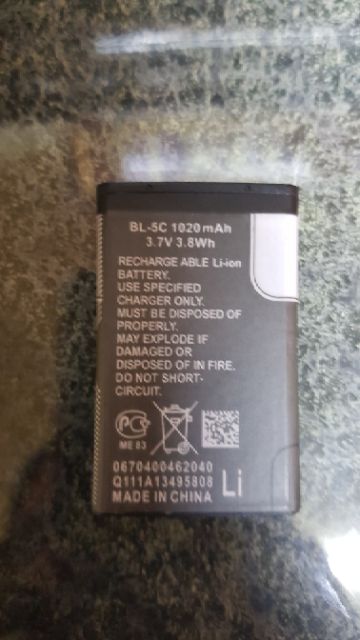 BL-5C 1020mAh
3.7V 3.8Wh
RECHARGE ABLE Li-ion
BATTERY.
USE SPECIFIED
CHARGER ONLY.
MUST BE DISPOSED OF
PROPERLY.
MAY EXPLODE IF
DAMAGED OR
DISPOSED OF IN FIRE.
DO NOT SHORT-
CIRCUIT.
ME 83
0670400462040
Q111A13495808
MADE IN CHINA
Li